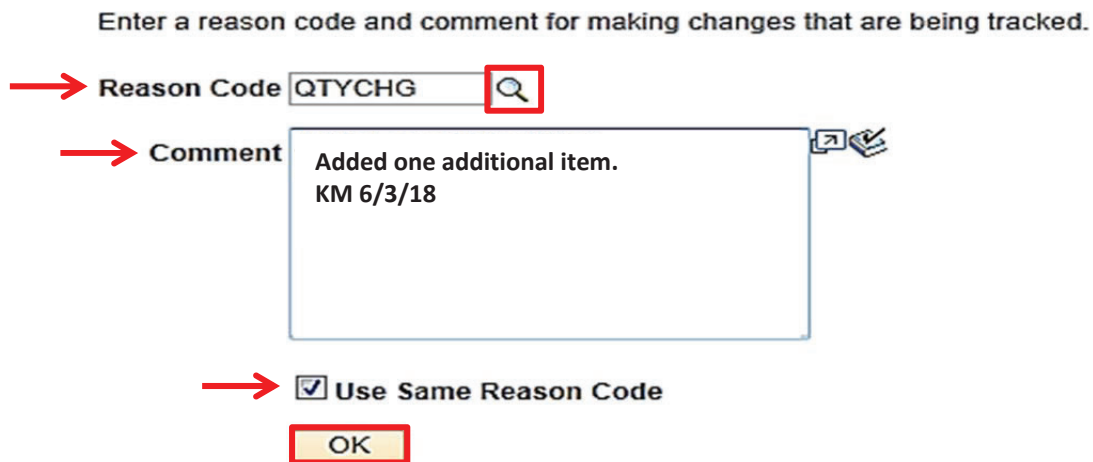 Enter a reason code and comment for making changes that are being tracked.
Reason Code QTYCHG
Comment
Added one additional item.
KM 6/3/18
Use Same Reason Code
OK